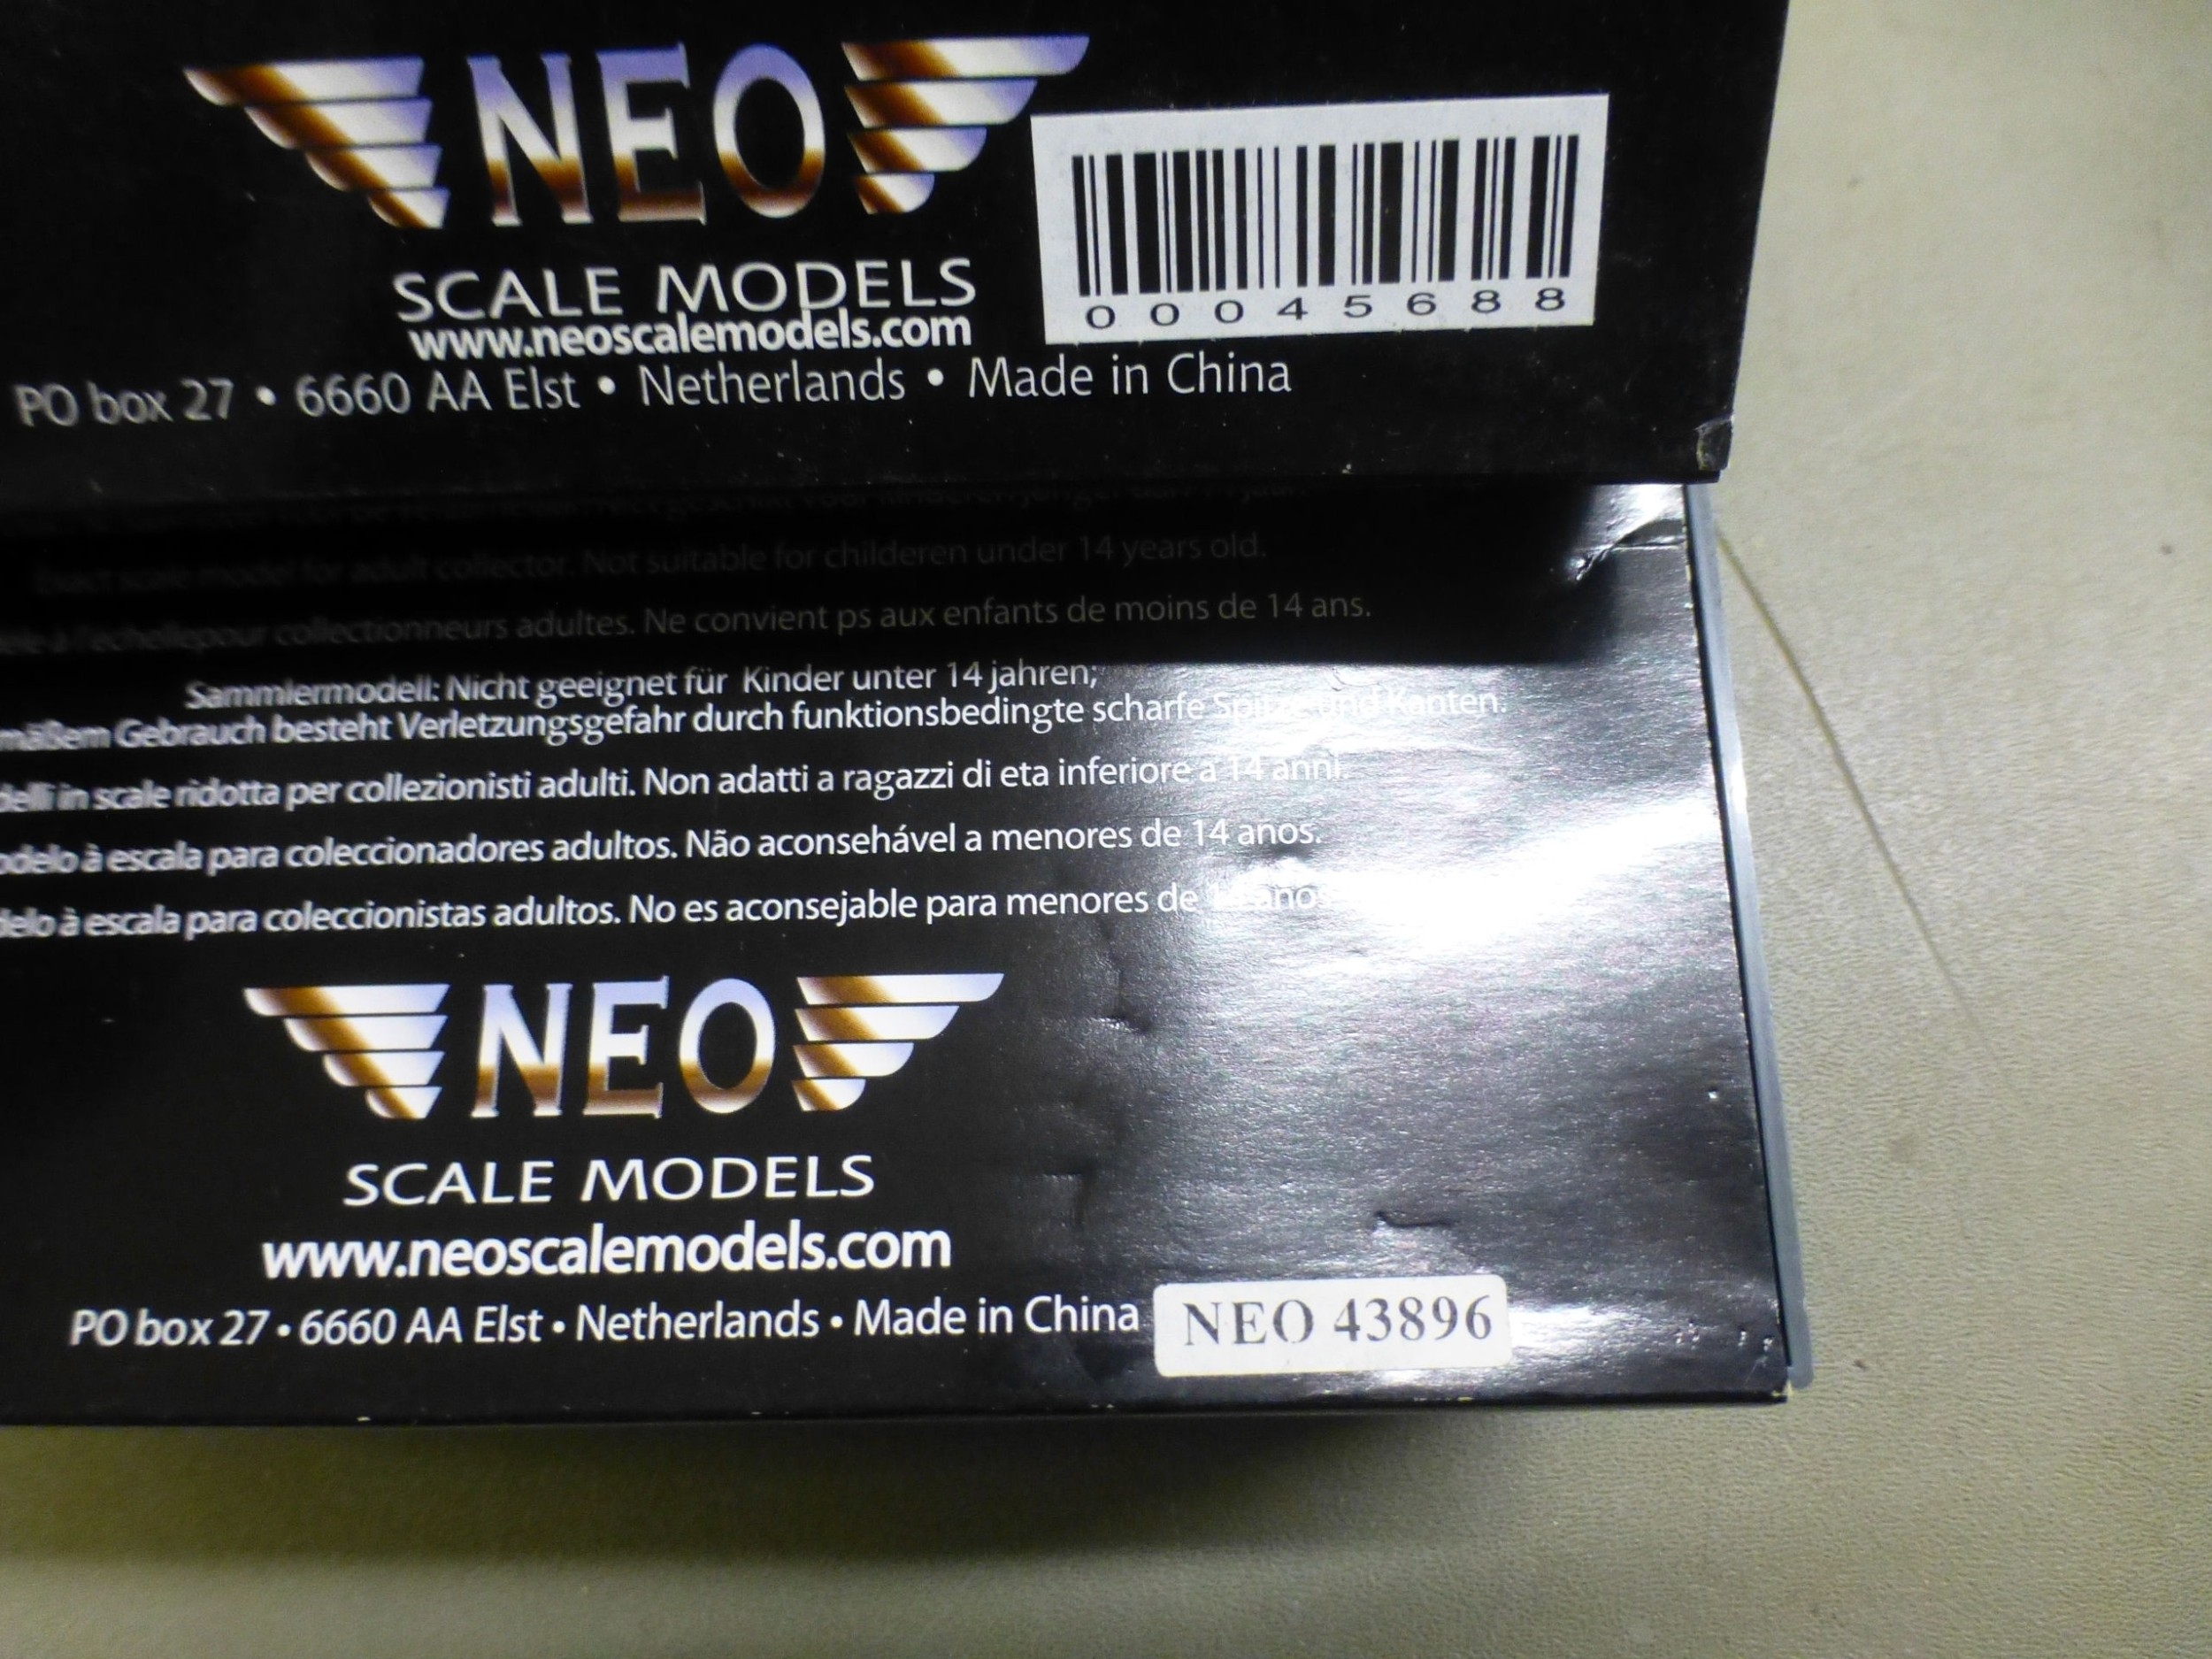 NEO
SCALE MODELS
www.neoscalemodels.com
00045688
PO box 27 • 6660 AA Elst • Netherlands • Made in China
Exact scale model for adult collector. Not suitable for childeren under 14 years old.
collectionneurs adultes. Ne convient ps aux enfants de moins de 14 ans.
Sammlermodell: Nicht geeignet für Kinder unter 14 jahren;
Gebrauch besteht Verletzungsgefahr durch funktionsbedingte scharfe Spitze und Kanten.
in scale ridotta per collezionisti adulti. Non adatti a ragazzi di eta inferiore a 14 anni.
à escala para coleccionadores adultos. Não aconsehável a menores de 14 anos.
à escala para coleccionistas adultos. No es aconsejable para menores de
NEO
SCALE MODELS
www.neoscalemodels.com
PO box 27 • 6660 AA Elst • Netherlands • Made in China NEO 43896